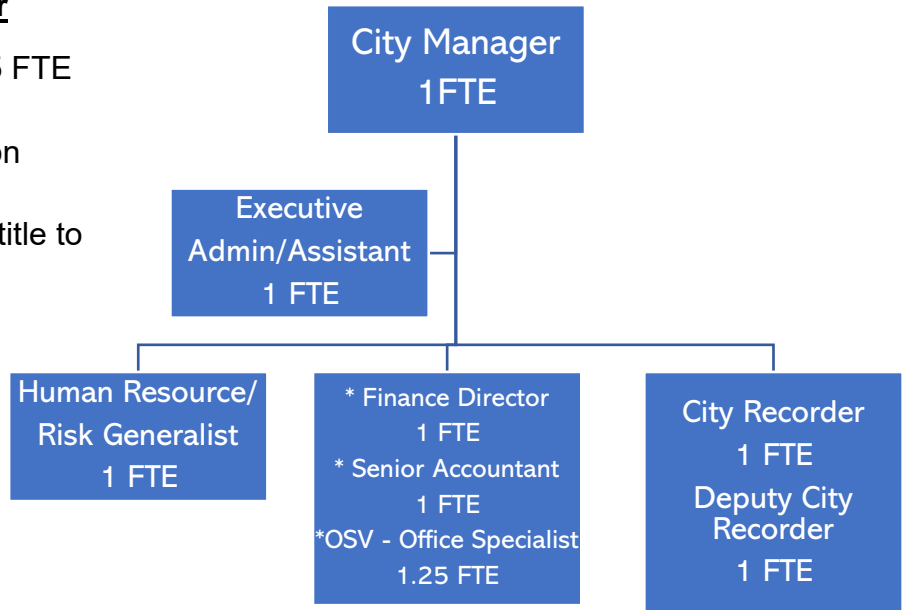 r
FTE
on
title to
City Manager
1FTE
Executive
Admin/Assistant
1 FTE
Human Resource/
Risk Generalist
1 FTE
* Finance Director
1 FTE
* Senior Accountant
1 FTE
*OSV - Office Specialist
1.25 FTE
City Recorder
1 FTE
Deputy City
Recorder
1 FTE